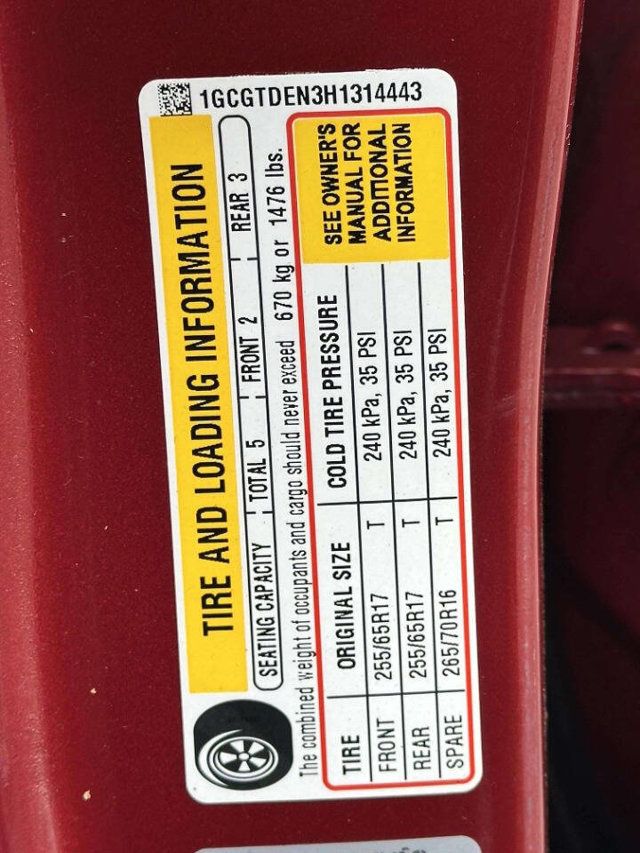 1GCGTDEN3H1314443
TIRE AND LOADING INFORMATION
SEATING CAPACITY TOTAL 5 FRONT 2 REAR 3
The combined weight of occupants and cargo should never exceed 670 kg or 1476 lbs.
TIRE ORIGINAL SIZE COLD TIRE PRESSURE
FRONT 255/65R17 T 240 kPa, 35 PSI
REAR 255/65R17 T 240 kPa, 35 PSI
SPARE 265/70R16 T 240 kPa, 35 PSI
SEE OWNER'S
MANUAL FOR
ADDITIONAL
INFORMATION